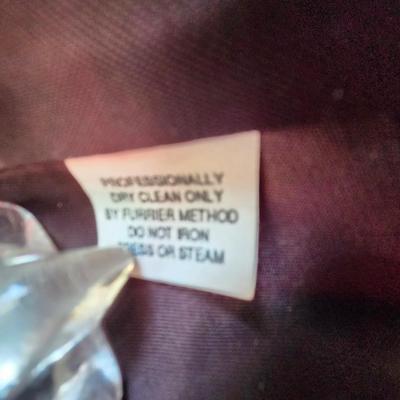 PROFESSIONALLY
DRY CLEAN ONLY
BY FURRIER METHOD
DO NOT IRON
PRESS OR STEAM